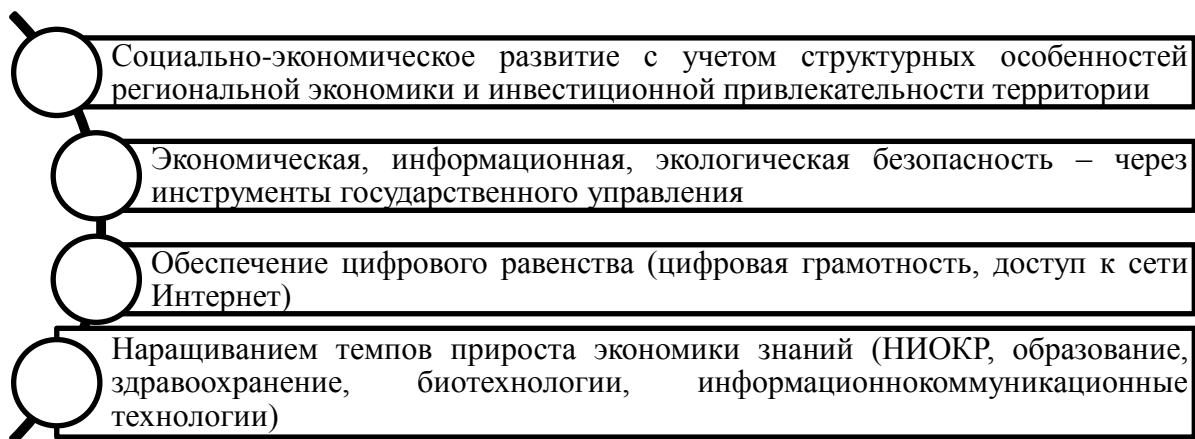 Социально-экономическое развитие с учетом структурных особенностей
региональной экономики и инвестиционной привлекательности территории
Экономическая, информационная, экологическая безопасность – через
инструменты государственного управления
Обеспечение цифрового равенства (цифровая грамотность, доступ к сети
Интернет)
Наращиванием темпов прироста экономики знаний (НИОКР, образование,
здравоохранение, биотехнологии, информационнокоммуникационные
технологии)